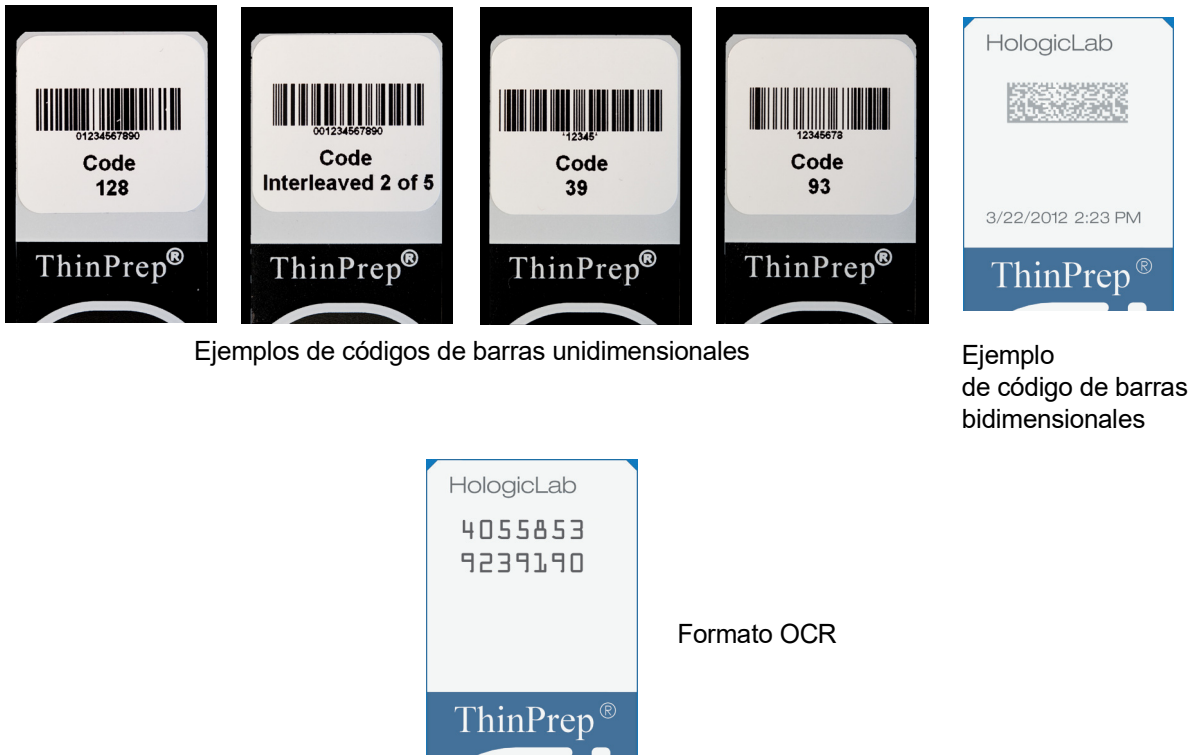 01234567890
Code
128
ThinPrep®
001234567890
Code
Interleaved 2 of 5
ThinPrep®
*12345*
Code
39
ThinPrep®
12345678
Code
93
ThinPrep®
HologicLab
3/22/2012 2:23 PM
ThinPrep®
Ejemplos de códigos de barras unidimensionales
Ejemplo
de código de barras
bidimensionales
HologicLab
4055853
9239190
ThinPrep®
Formato OCR